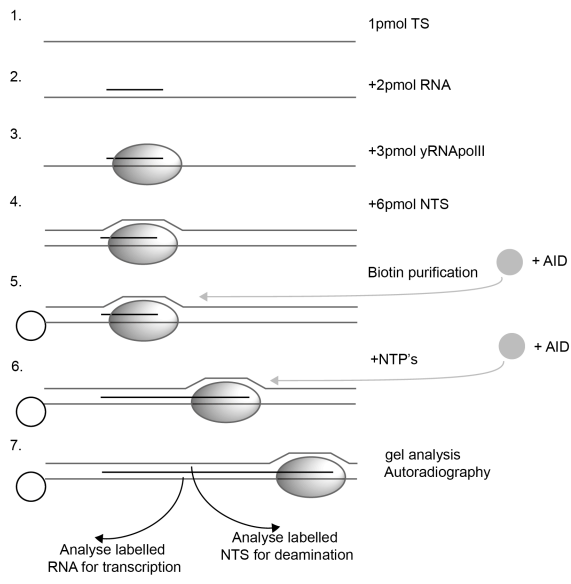 1.
1pmol TS
2.
+2pmol RNA
3.
+3pmol yRNApolII
4.
+6pmol NTS
Biotin purification
+ AID
5.
+NTP's
+ AID
6.
7.
gel analysis
Autoradiography
Analyse labelled
RNA for transcription
Analyse labelled
NTS for deamination